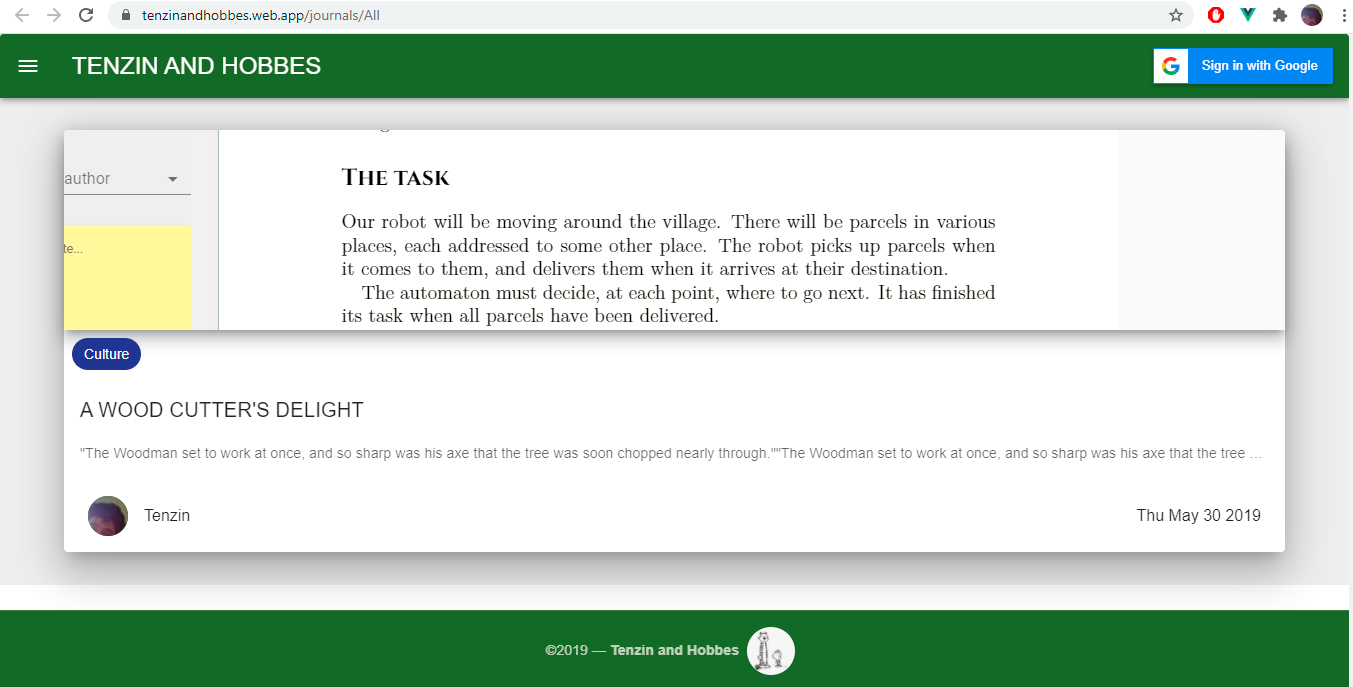 tenzinandhobbes.web.app/journals/All
TENZIN AND HOBBES
Sign in with Google
author
te...
THE TASK
Our robot will be moving around the village. There will be parcels in various
places, each addressed to some other place. The robot picks up parcels when
it comes to them, and delivers them when it arrives at their destination.
The automaton must decide, at each point, where to go next. It has finished
its task when all parcels have been delivered.
Culture
A WOOD CUTTER'S DELIGHT
"The Woodman set to work at once, and so sharp was his axe that the tree was soon chopped nearly through.""The Woodman set to work at once, and so sharp was his axe that the tree ...
Tenzin
Thu May 30 2019
©2019 — Tenzin and Hobbes